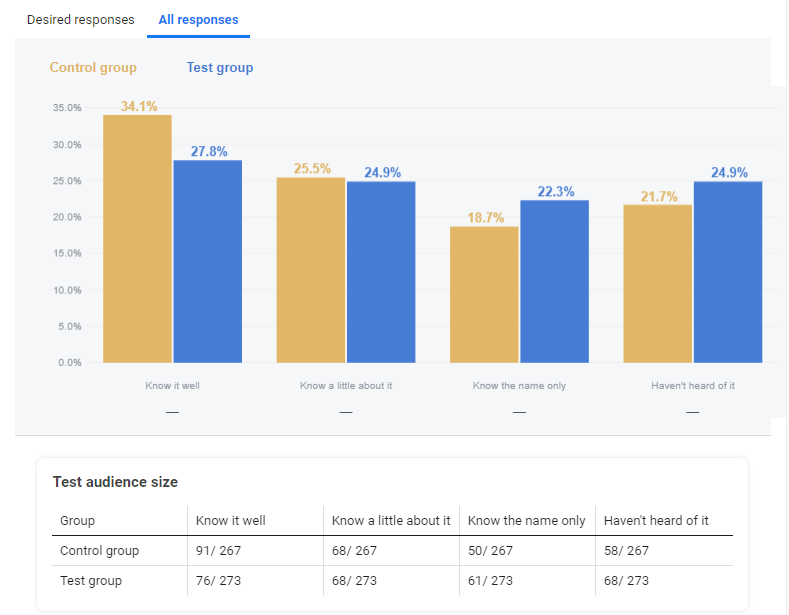 Desired responses All responses
Control group Test group
35.0%
30.0%
25.0%
20.0%
15.0%
10.0%
5.0%
0.0%
34.1% 27.8% 25.5% 24.9% 18.7% 22.3% 21.7% 24.9%
Know it well Know a little about it Know the name only Haven't heard of it
— — — —
Test audience size
Group Know it well Know a little about it Know the name only Haven't heard of it
Control group 91/ 267 68/ 267 50/ 267 58/ 267
Test group 76/ 273 68/ 273 61/ 273 68/ 273